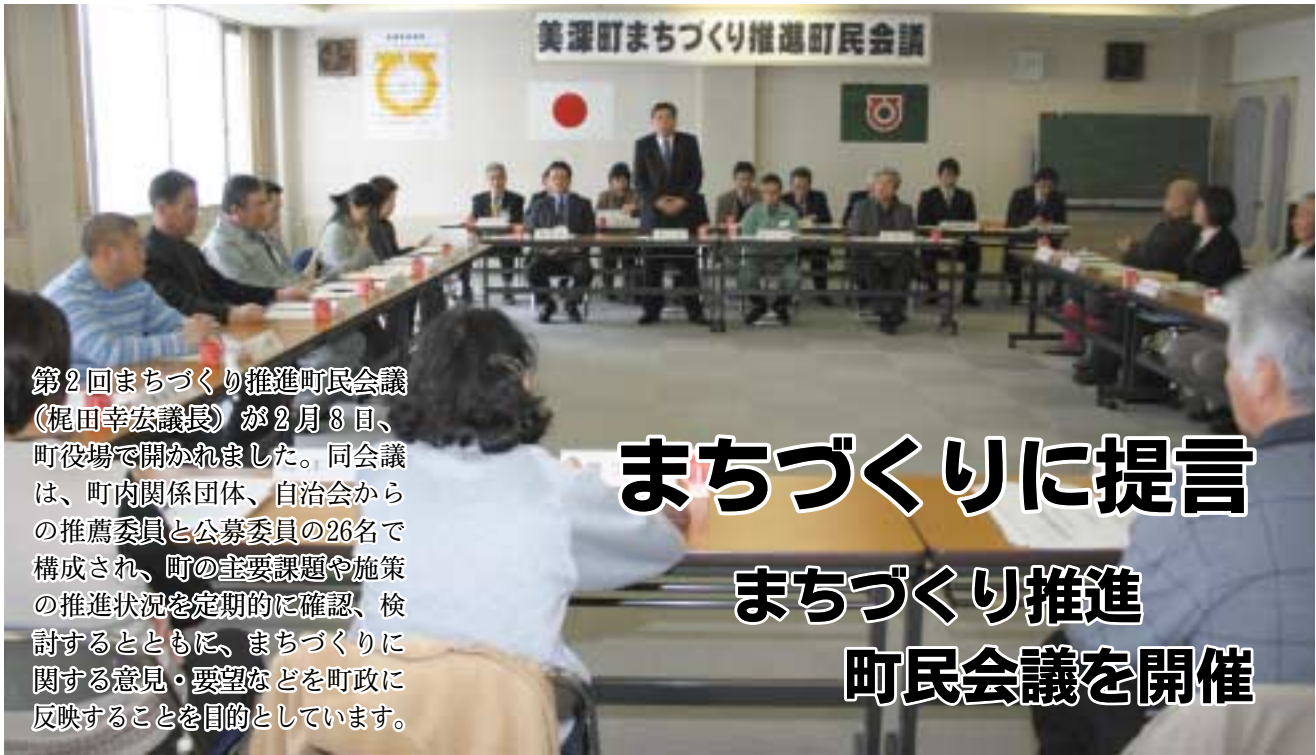 美深町まちづくり推進町民会議
まちづくりに提言
まちづくり推進
町民会議を開催
第2回まちづくり推進町民会議
（梶田幸宏議長）が2月8日、
町役場で開かれました。同会議
は、町内関係団体、自治会から
の推薦委員と公募委員の26名で
構成され、町の主要課題や施策
の推進状況を定期的に確認、検
討するとともに、まちづくりに
関する意見・要望などを町政に
反映することを目的としています。